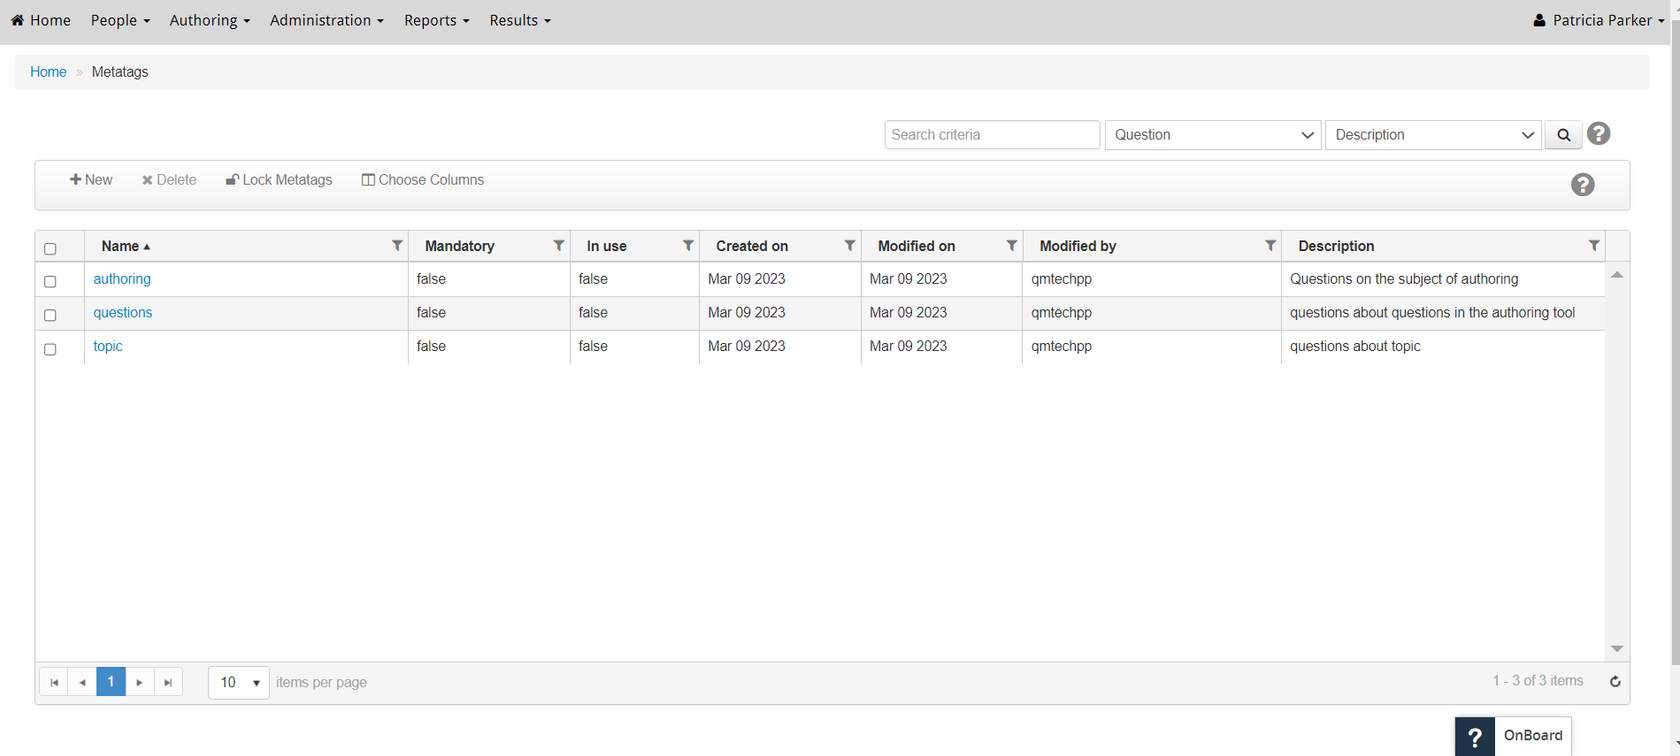 Home People Authoring Administration Reports Results Patricia Parker
Home » Metatags
Search criteria Question Description ?
New Delete Lock Metatags Choose Columns ?
Name Mandatory In use Created on Modified on Modified by Description
authoring false false Mar 09 2023 Mar 09 2023 qmtechpp Questions on the subject of authoring
questions false false Mar 09 2023 Mar 09 2023 qmtechpp questions about questions in the authoring tool
topic false false Mar 09 2023 Mar 09 2023 qmtechpp questions about topic
1 10 items per page 1 - 3 of 3 items
? OnBoard